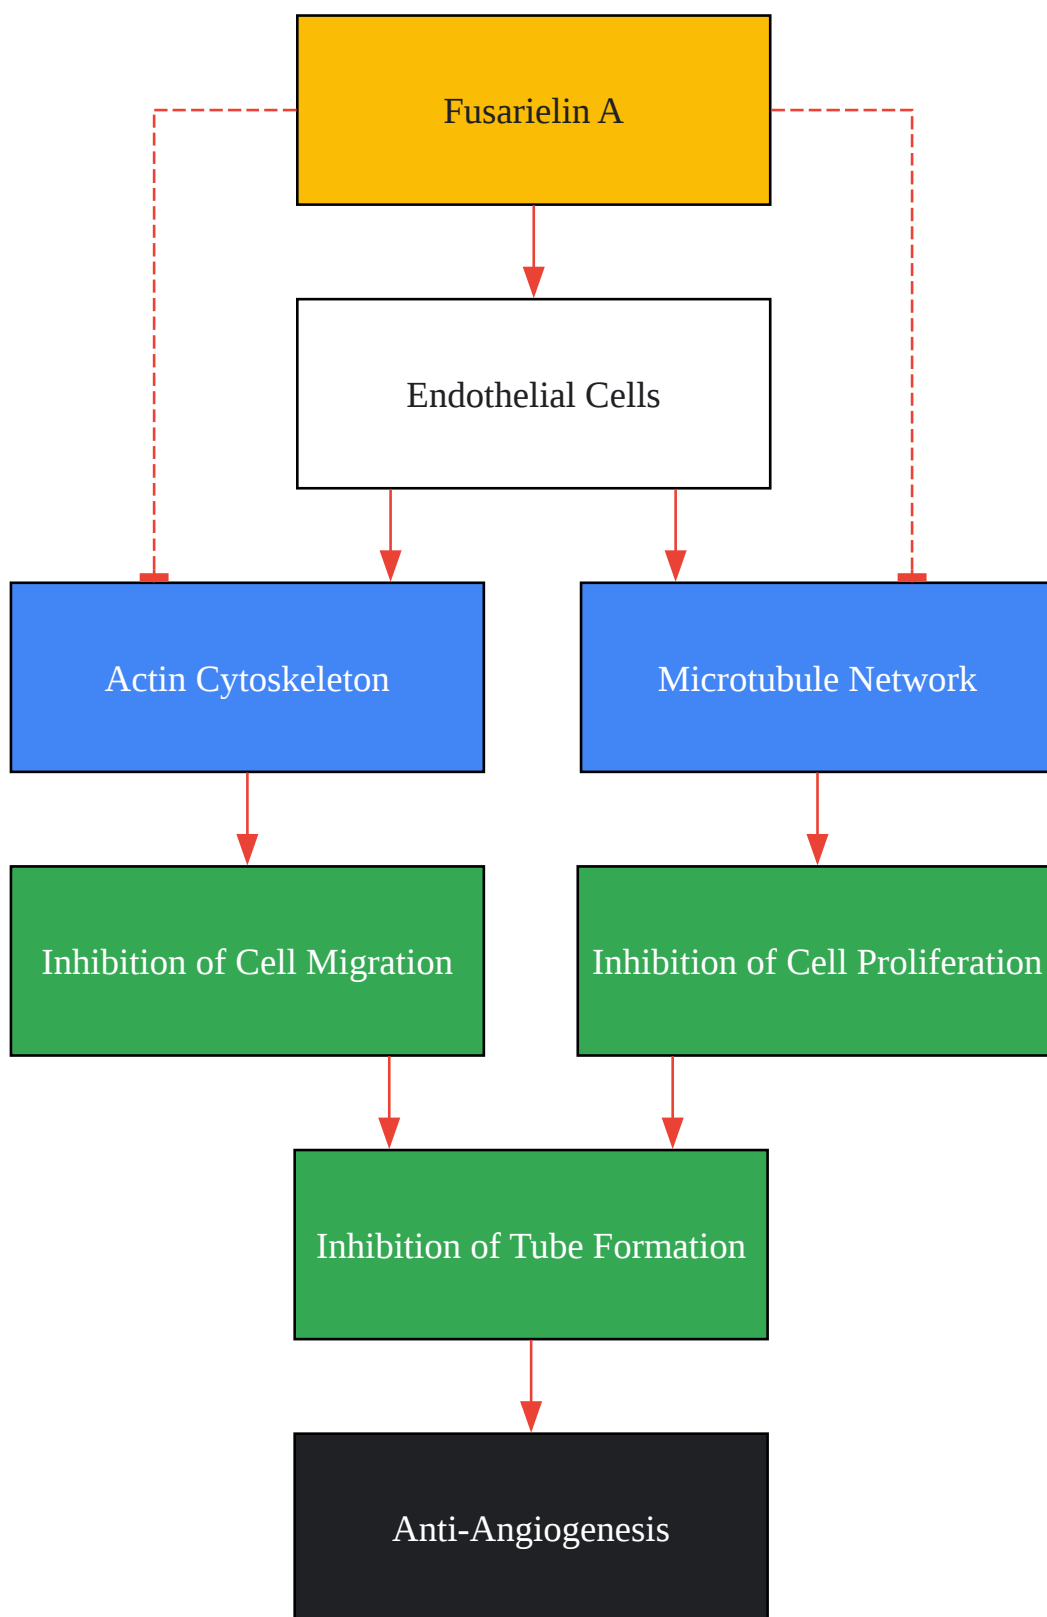 Fusarielin A
Endothelial Cells
Actin Cytoskeleton
Microtubule Network
Inhibition of Cell Migration
Inhibition of Cell Proliferation
Inhibition of Tube Formation
Anti-Angiogenesis